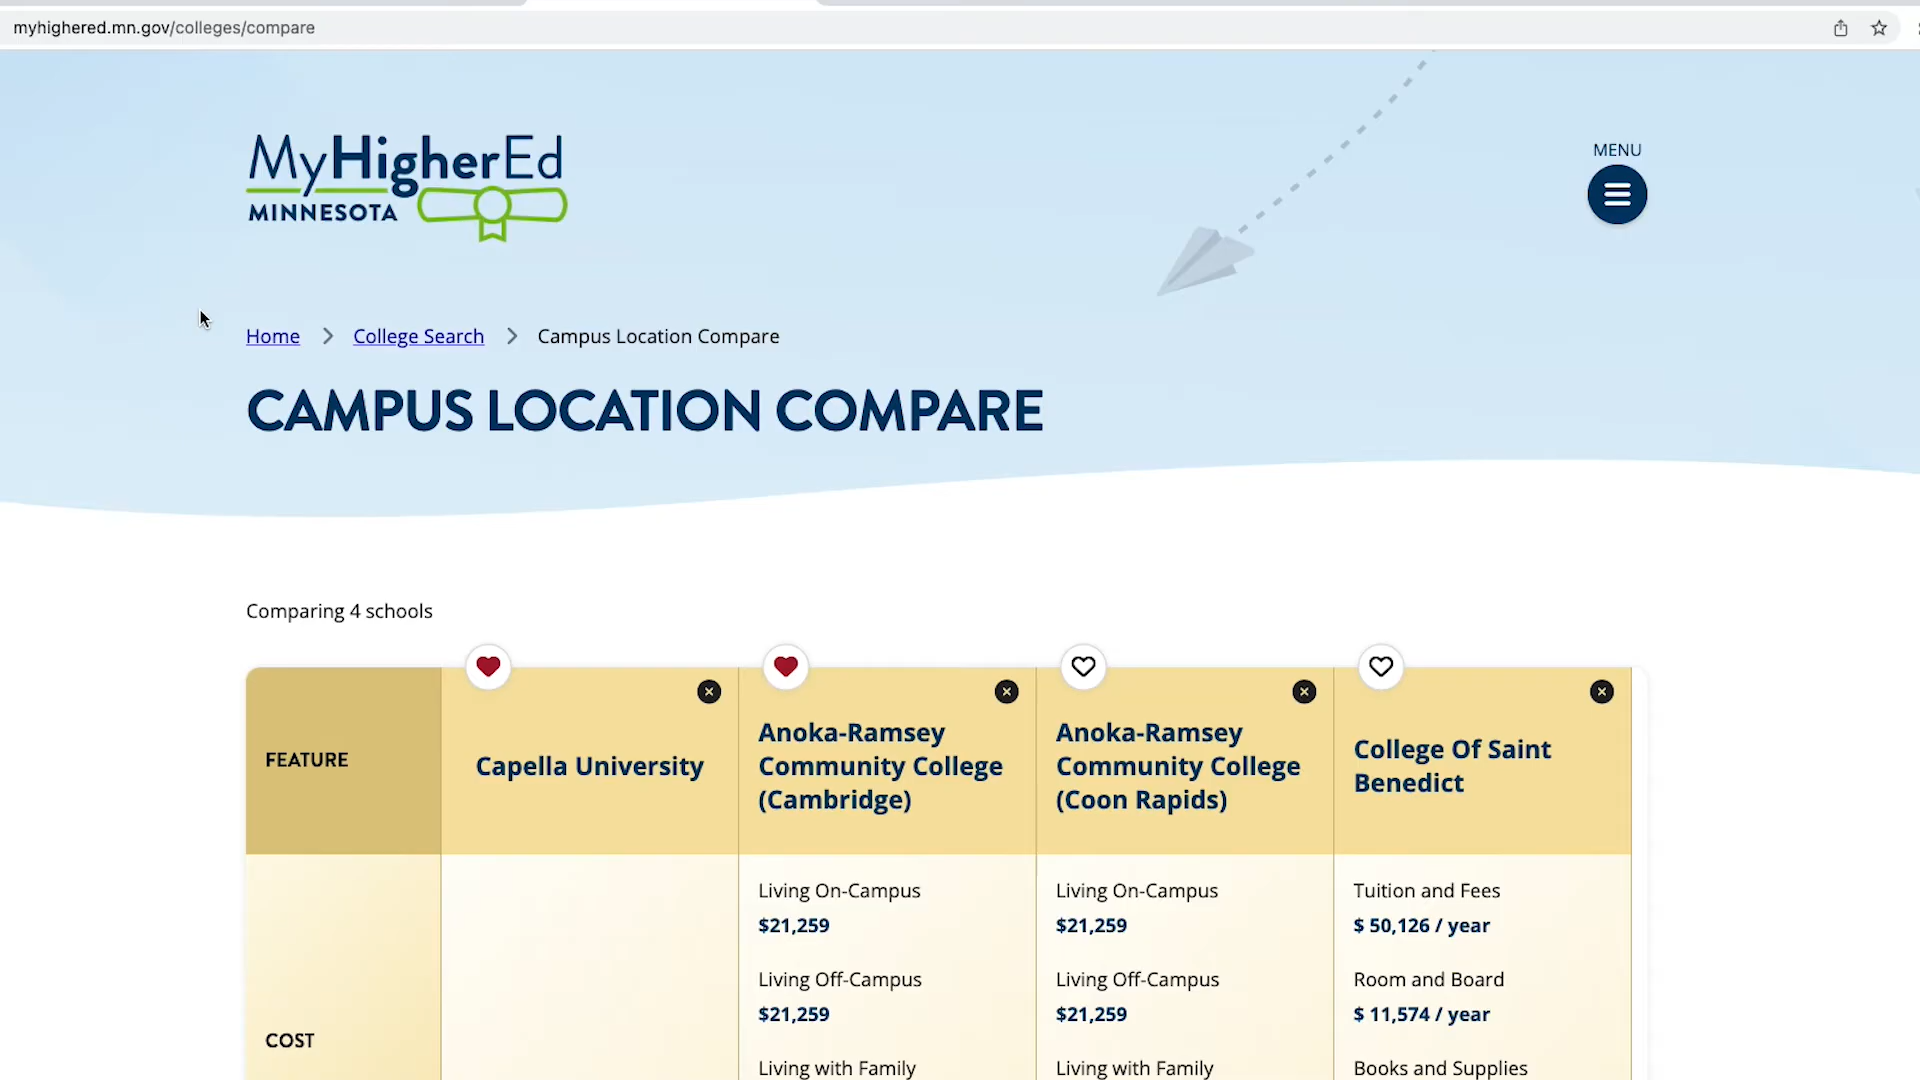 myhighered.mn.gov/colleges/compare
MyHigherEd
MINNESOTA
MENU
Home
College Search
Campus Location Compare
CAMPUS LOCATION COMPARE
Comparing 4 schools
FEATURE
Capella University
Anoka-Ramsey
Community College
(Cambridge)
Anoka-Ramsey
Community College
(Coon Rapids)
College Of Saint
Benedict
COST
Living On-Campus
$21,259
Living Off-Campus
$21,259
Living with Family
Living On-Campus
$21,259
Living Off-Campus
$21,259
Living with Family
Tuition and Fees
$ 50,126 / year
Room and Board
$ 11,574 / year
Books and Supplies